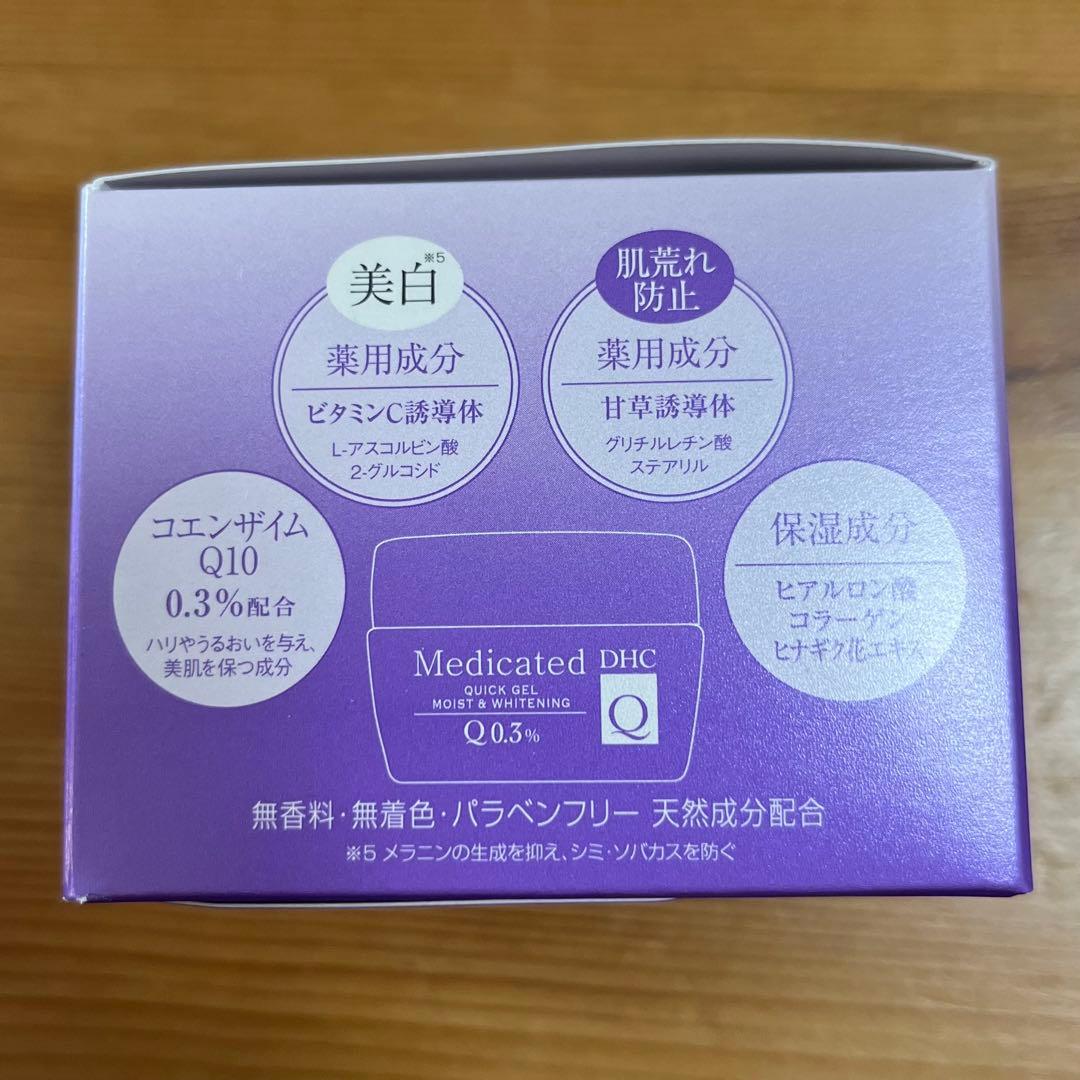 美白※5
薬用成分
ビタミンC誘導体
L-アスコルビン酸
2-グルコシド
肌荒れ
防止
薬用成分
甘草誘導体
グリチルレチン酸
ステアリル
コエンザイム
Q10
0.3%配合
ハリやうるおいを与え、
美肌を保つ成分
保湿成分
ヒアルロン酸
コラーゲン
ヒナギク花エキス
Medicated DHC
QUICK GEL
MOIST & WHITENING
Q 0.3%
Q
無香料・無着色・パラベンフリー 天然成分配合
※5 メラニンの生成を抑え、シミ・ソバカスを防ぐ